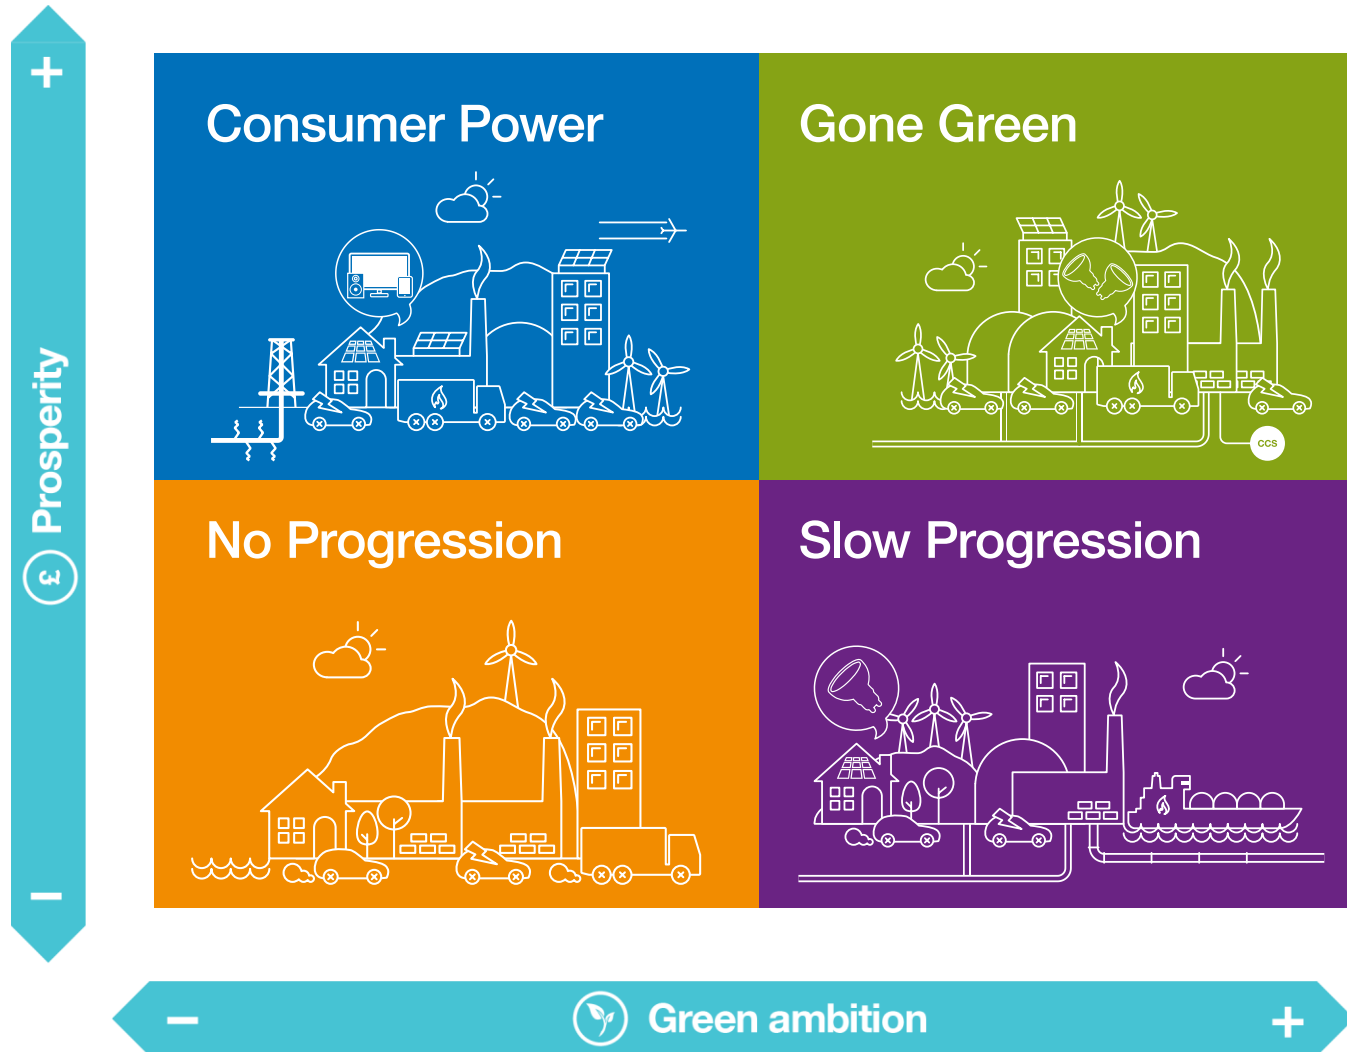 +
Consumer Power
Gone Green
ccs
£ Prosperity
No Progression
Slow Progression
−
− Green ambition +